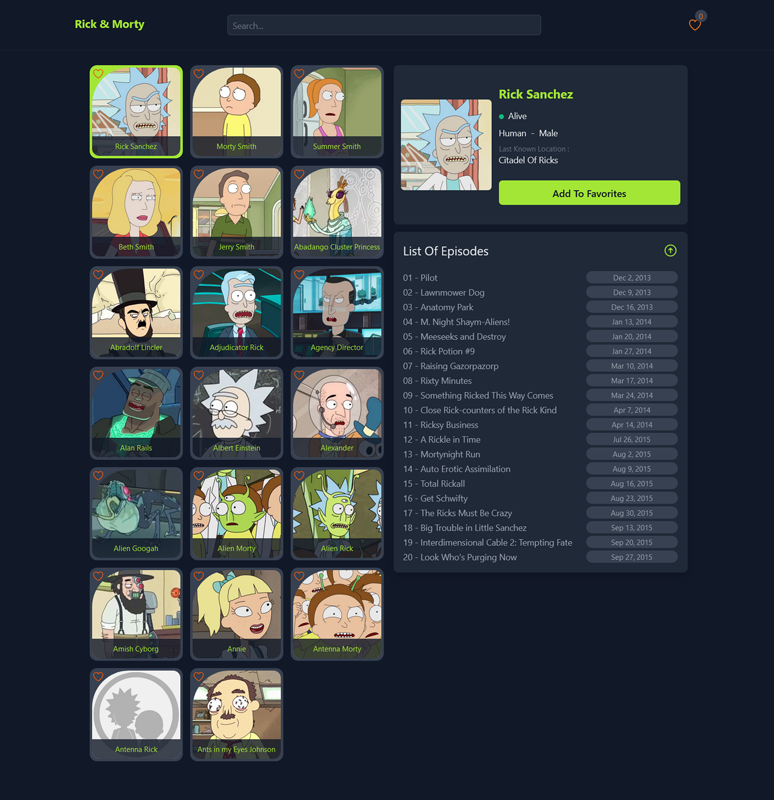 Rick & Morty
Search...
0
Rick Sanchez
Morty Smith
Summer Smith
Beth Smith
Jerry Smith
Abadango Cluster Princess
Abradolf Lincler
Adjudicator Rick
Agency Director
Alan Rails
Albert Einstein
Alexander
Alien Googah
Alien Morty
Alien Rick
Amish Cyborg
Annie
Antenna Morty
Antenna Rick
Ants in my Eyes Johnson
Rick Sanchez
Alive
Human - Male
Last Known Location :
Citadel Of Ricks
Add To Favorites
List Of Episodes
01 - Pilot Dec 2, 2013
02 - Lawnmower Dog Dec 9, 2013
03 - Anatomy Park Dec 16, 2013
04 - M. Night Shaym-Aliens! Jan 13, 2014
05 - Meeseeks and Destroy Jan 20, 2014
06 - Rick Potion #9 Jan 27, 2014
07 - Raising Gazorpazorp Mar 10, 2014
08 - Rixty Minutes Mar 17, 2014
09 - Something Ricked This Way Comes Mar 24, 2014
10 - Close Rick-counters of the Rick Kind Apr 7, 2014
11 - Ricksy Business Apr 14, 2014
12 - A Rickle in Time Jul 26, 2015
13 - Mortynight Run Aug 2, 2015
14 - Auto Erotic Assimilation Aug 9, 2015
15 - Total Rickall Aug 16, 2015
16 - Get Schwifty Aug 23, 2015
17 - The Ricks Must Be Crazy Aug 30, 2015
18 - Big Trouble in Little Sanchez Sep 13, 2015
19 - Interdimensional Cable 2: Tempting Fate Sep 20, 2015
20 - Look Who's Purging Now Sep 27, 2015